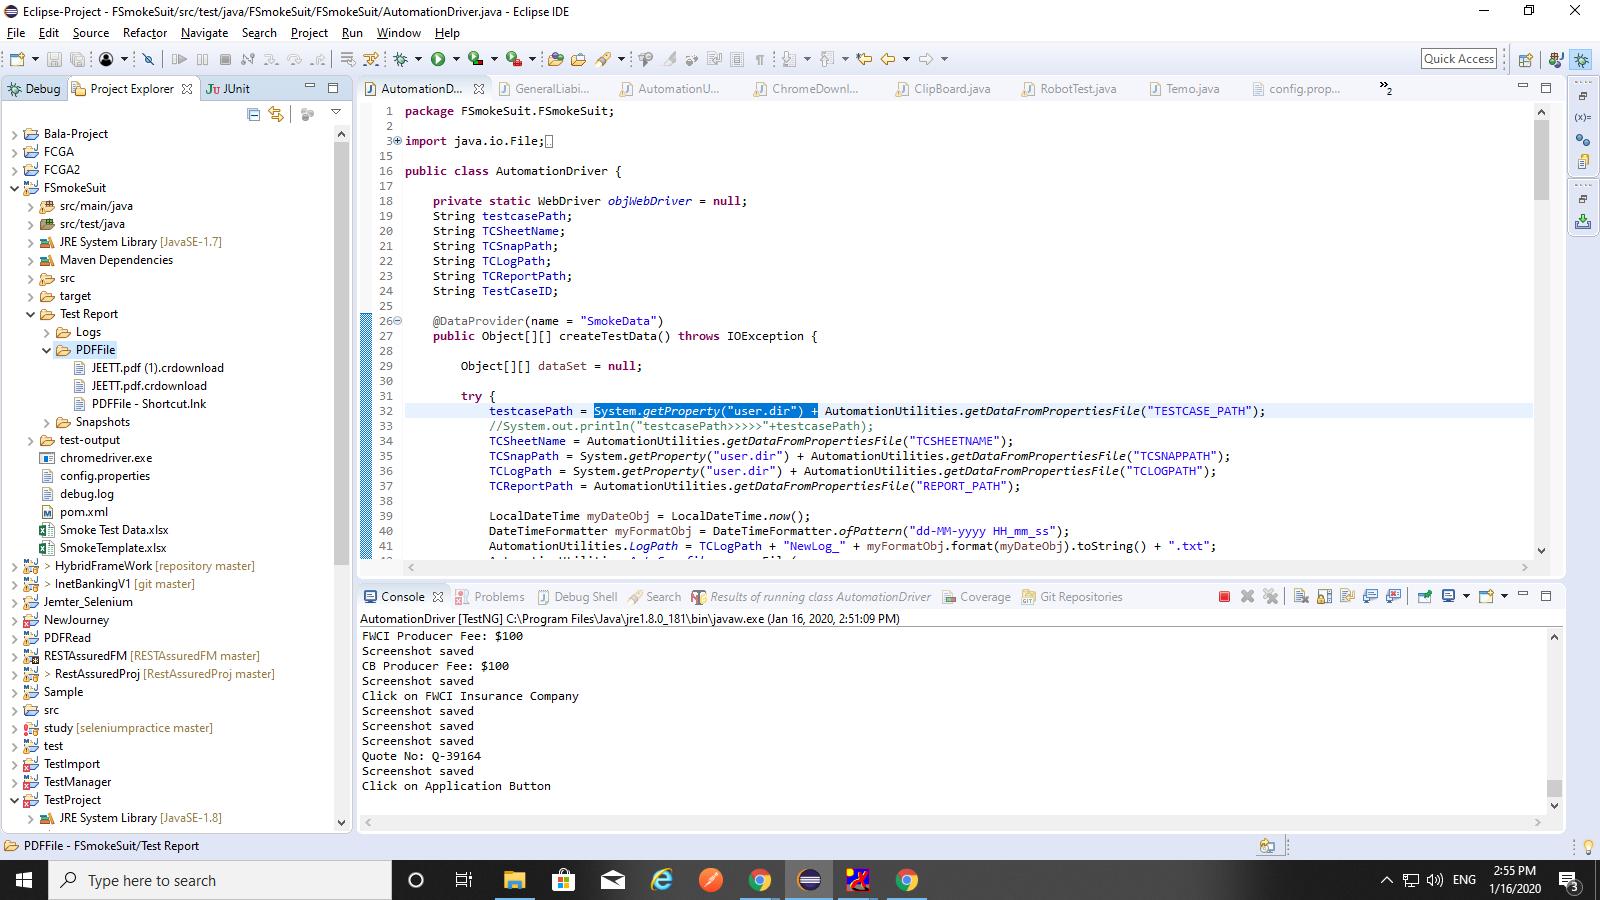 Eclipse-Project - FSmokeSuit/src/test/java/FSmokeSuit/FSmokeSuit/AutomationDriver.java - Eclipse IDE
File Edit Source Refactor Navigate Search Project Run Window Help
Quick Access
Debug Project Explorer JUnit
Bala-Project
FCGA
FCGA2
FSmokeSuit
src/main/java
src/test/java
JRE System Library [JavaSE-1.7]
Maven Dependencies
src
target
Test Report
Logs
PDFFile
JEETT.pdf (1).crdownload
JEETT.pdf.crdownload
PDFFile - Shortcut.lnk
Snapshots
test-output
chromedriver.exe
config.properties
debug.log
pom.xml
Smoke Test Data.xlsx
SmokeTemplate.xlsx
> HybridFrameWork [repository master]
> InetBankingV1 [git master]
Jemter_Selenium
NewJourney
PDFRead
RESTAssuredFM [RESTAssuredFM master]
> RestAssuredProj [RestAssuredProj master]
Sample
src
study [seleniumpractice master]
test
TestImport
TestManager
TestProject
JRE System Library [JavaSE-1.8]
AutomationD... GeneralLiabi... AutomationU... ChromeDownl... ClipBoard.java RobotTest.java Temo.java config.prop... »2
1 package FSmokeSuit.FSmokeSuit;
2
3 import java.io.File;
15
16 public class AutomationDriver {
17
18 private static WebDriver objWebDriver = null;
19 String testcasePath;
20 String TCSheetName;
21 String TCSnapPath;
22 String TCLogPath;
23 String TCReportPath;
24 String TestCaseID;
25
26 @DataProvider(name = "SmokeData")
27 public Object[][] createTestData() throws IOException {
28
29 Object[][] dataSet = null;
30
31 try {
32 testcasePath = System.getProperty("user.dir") + AutomationUtilities.getDataFromPropertiesFile("TESTCASE_PATH");
33 //System.out.println("testcasePath>>>>>"+testcasePath);
34 TCSheetName = AutomationUtilities.getDataFromPropertiesFile("TCSHEETNAME");
35 TCSnapPath = System.getProperty("user.dir") + AutomationUtilities.getDataFromPropertiesFile("TCSNAPPATH");
36 TCLogPath = System.getProperty("user.dir") + AutomationUtilities.getDataFromPropertiesFile("TCLOGPATH");
37 TCReportPath = AutomationUtilities.getDataFromPropertiesFile("REPORT_PATH");
38
39 LocalDateTime myDateObj = LocalDateTime.now();
40 DateTimeFormatter myFormatObj = DateTimeFormatter.ofPattern("dd-MM-yyyy HH_mm_ss");
41 AutomationUtilities.LogPath = TCLogPath + "NewLog_" + myFormatObj.format(myDateObj).toString() + ".txt";
Console Problems Debug Shell Search Results of running class AutomationDriver Coverage Git Repositories
AutomationDriver [TestNG] C:\Program Files\Java\jre1.8.0_181\bin\javaw.exe (Jan 16, 2020, 2:51:09 PM)
FWCI Producer Fee: $100
Screenshot saved
CB Producer Fee: $100
Screenshot saved
Click on FWCI Insurance Company
Screenshot saved
Screenshot saved
Screenshot saved
Quote No: Q-39164
Screenshot saved
Click on Application Button
PDFFile - FSmokeSuit/Test Report
Type here to search
ENG
2:55 PM
1/16/2020
3